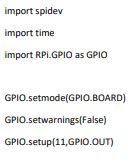 import spidev
import time
import RPi.GPIO as GPIO
GPIO.setmode(GPIO.BOARD)
GPIO.setwarnings(False)
GPIO.setup(11,GPIO.OUT)